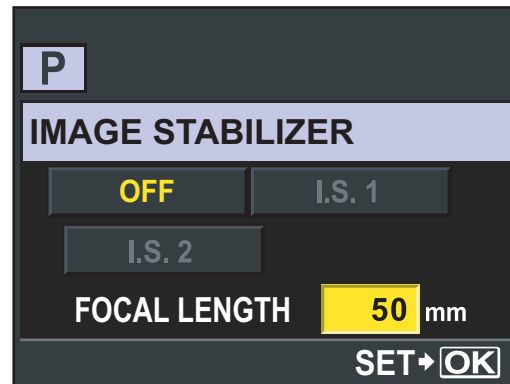 P
IMAGE STABILIZER
OFF I.S. 1
I.S. 2
FOCAL LENGTH 50 mm
SET➧OK